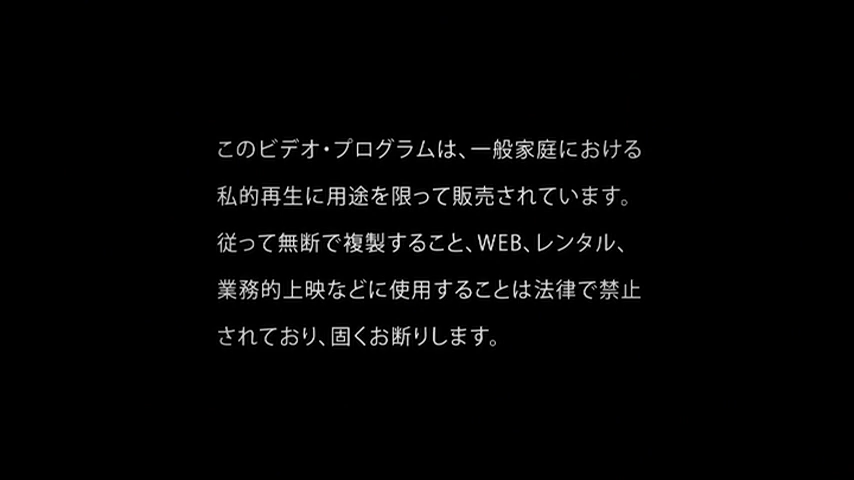 このビデオ・プログラムは、一般家庭における
私的再生に用途を限って販売されています。
従って無断で複製すること、WEB、レンタル、
業務的上映などに使用することは法律で禁止
されており、固くお断りします。